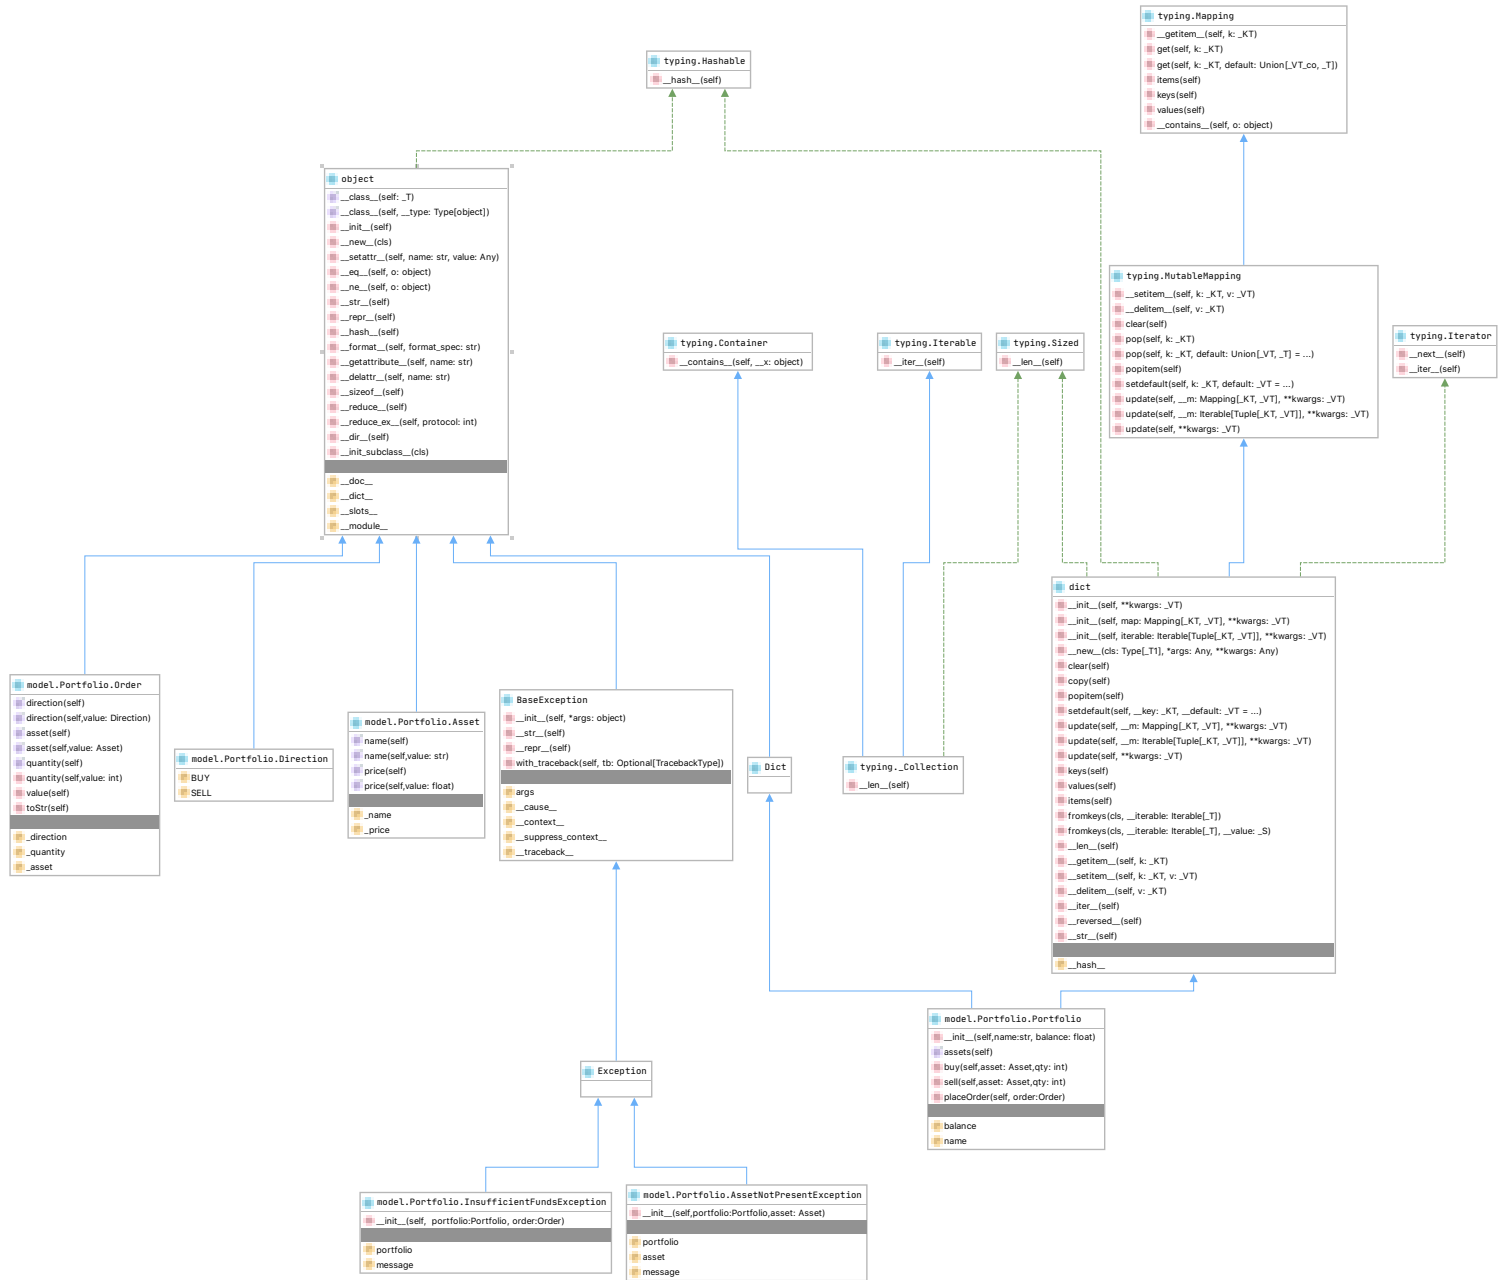 typing.Mapping
__getitem__(self, k: _KT)
get(self, k: _KT)
get(self, k: _KT, default: Union[_VT_co, _T])
items(self)
keys(self)
values(self)
__contains__(self, o: object)
typing.Hashable
__hash__(self)
object
__class__(self: _T)
__class__(self, __type: Type[object])
__init__(self)
__new__(cls)
__setattr__(self, name: str, value: Any)
__eq__(self, o: object)
__ne__(self, o: object)
__str__(self)
__repr__(self)
__hash__(self)
__format__(self, format_spec: str)
__getattribute__(self, name: str)
__delattr__(self, name: str)
__sizeof__(self)
__reduce__(self)
__reduce_ex__(self, protocol: int)
__dir__(self)
__init_subclass__(cls)
__doc__
__dict__
__slots__
__module__
typing.MutableMapping
__setitem__(self, k: _KT, v: _VT)
__delitem__(self, v: _KT)
clear(self)
pop(self, k: _KT)
pop(self, k: _KT, default: Union[_VT, _T] = ...)
popitem(self)
setdefault(self, k: _KT, default: _VT = ...)
update(self, __m: Mapping[_KT, _VT], **kwargs: _VT)
update(self, __m: Iterable[Tuple[_KT, _VT]], **kwargs: _VT)
update(self, **kwargs: _VT)
typing.Container
__contains__(self, __x: object)
typing.Iterable
__iter__(self)
typing.Sized
__len__(self)
typing.Iterator
__next__(self)
__iter__(self)
dict
__init__(self, **kwargs: _VT)
__init__(self, map: Mapping[_KT, _VT], **kwargs: _VT)
__init__(self, iterable: Iterable[Tuple[_KT, _VT]], **kwargs: _VT)
__new__(cls: Type[_T1], *args: Any, **kwargs: Any)
clear(self)
copy(self)
popitem(self)
setdefault(self, __key: _KT, __default: _VT = ...)
update(self, __m: Mapping[_KT, _VT], **kwargs: _VT)
update(self, __m: Iterable[Tuple[_KT, _VT]], **kwargs: _VT)
update(self, **kwargs: _VT)
keys(self)
values(self)
items(self)
fromkeys(cls, __iterable: Iterable[_T])
fromkeys(cls, __iterable: Iterable[_T], __value: _S)
__len__(self)
__getitem__(self, k: _KT)
__setitem__(self, k: _KT, v: _VT)
__delitem__(self, v: _KT)
__iter__(self)
__reversed__(self)
__str__(self)
__hash__
model.Portfolio.Order
direction(self)
direction(self,value: Direction)
asset(self)
asset(self,value: Asset)
quantity(self)
quantity(self,value: int)
value(self)
toStr(self)
_direction
_quantity
_asset
model.Portfolio.Direction
BUY
SELL
model.Portfolio.Asset
name(self)
name(self,value: str)
price(self)
price(self,value: float)
_name
_price
BaseException
__init__(self, *args: object)
__str__(self)
__repr__(self)
with_traceback(self, tb: Optional[TracebackType])
args
__cause__
__context__
__suppress_context__
__traceback__
Dict
typing._Collection
__len__(self)
model.Portfolio.Portfolio
__init__(self,name:str, balance: float)
assets(self)
buy(self,asset: Asset,qty: int)
sell(self,asset: Asset,qty: int)
placeOrder(self, order:Order)
balance
name
Exception
model.Portfolio.InsufficientFundsException
__init__(self,  portfolio:Portfolio, order:Order)
portfolio
message
model.Portfolio.AssetNotPresentException
__init__(self,portfolio:Portfolio,asset: Asset)
portfolio
asset
message